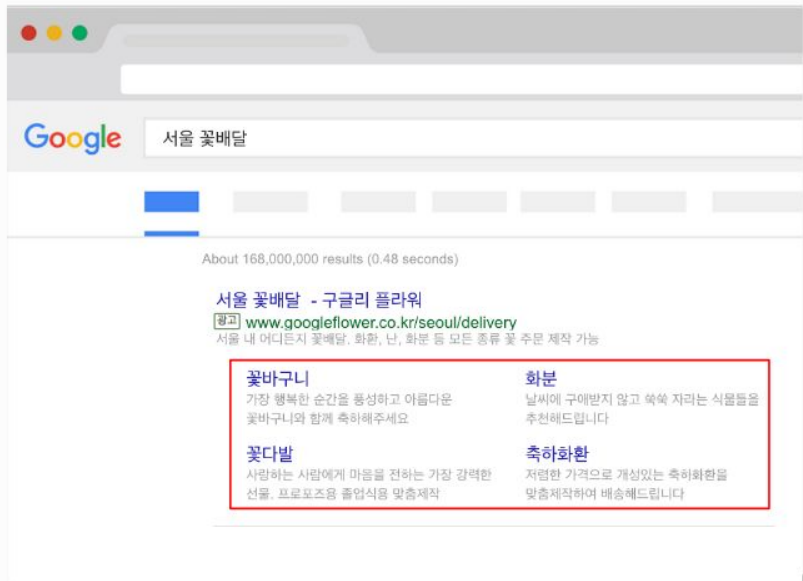 Google
서울 꽃배달
About 168,000,000 results (0.48 seconds)
서울 꽃배달 - 구글리 플라워
광고 www.googleflower.co.kr/seoul/delivery
서울 내 어디든지 꽃배달. 화환, 난, 화분 등 모든 종류 꽃 주문 제작 가능
꽃바구니
가장 행복한 순간을 풍성하고 아름다운
꽃바구니와 함께 축하해주세요
화분
날씨에 구애받지 않고 쑥쑥 자라는 식물들을
추천해드립니다
꽃다발
사랑하는 사람에게 마음을 전하는 가장 강력한
선물. 프로포즈용 졸업식용 맞춤제작
축하화환
저렴한 가격으로 개성있는 축하화환을
맞춤제작하여 배송해드립니다